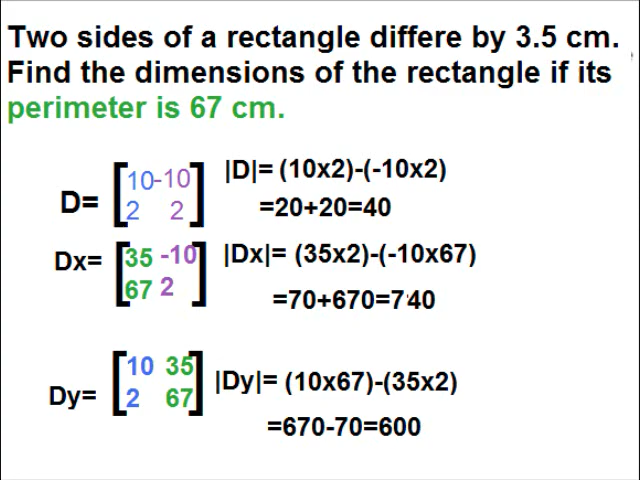 Two sides of a rectangle differe by 3.5 cm.
Find the dimensions of the rectangle if its
perimeter is 67 cm.
D= [10 -10] |D|= (10x2)-(-10x2)
[2 2] =20+20=40
Dx= [35 -10] |Dx|= (35x2)-(-10x67)
[67 2] =70+670=740
Dy= [10 35] |Dy|= (10x67)-(35x2)
[2 67] =670-70=600